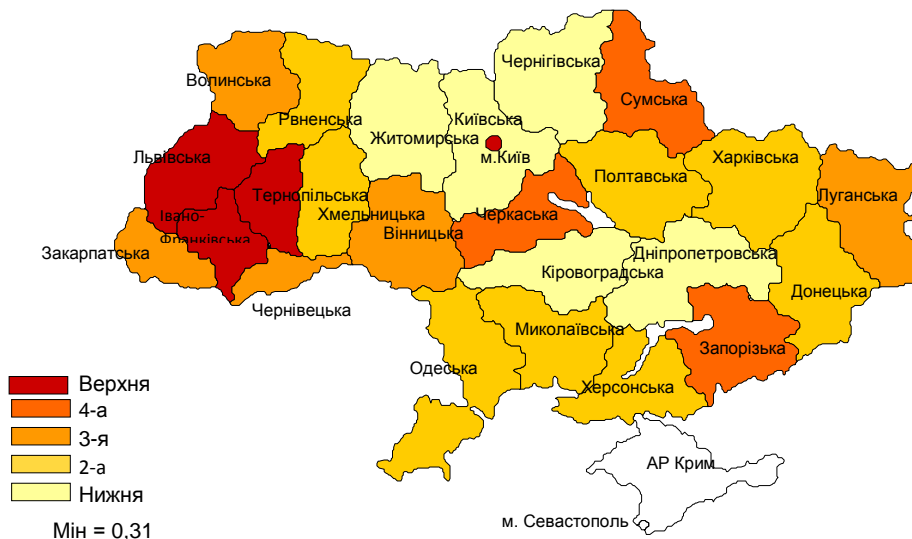 Чернігівська
Волинська
Сумська
Рвненська
Київська
Житомирська
м.Київ
Львівська
Харківська
Полтавська
Тернопільська
Луганська
Івано-
Франківська
Хмельницька
Черкаська
Вінницька
Закарпатська
Дніпропетровська
Кіровоградська
Донецька
Чернівецька
Миколаївська
Запорізька
Одеська
Херсонська
Верхня
4-а
3-я
2-а
Нижня
АР Крим
м. Севастополь
Мін = 0,31